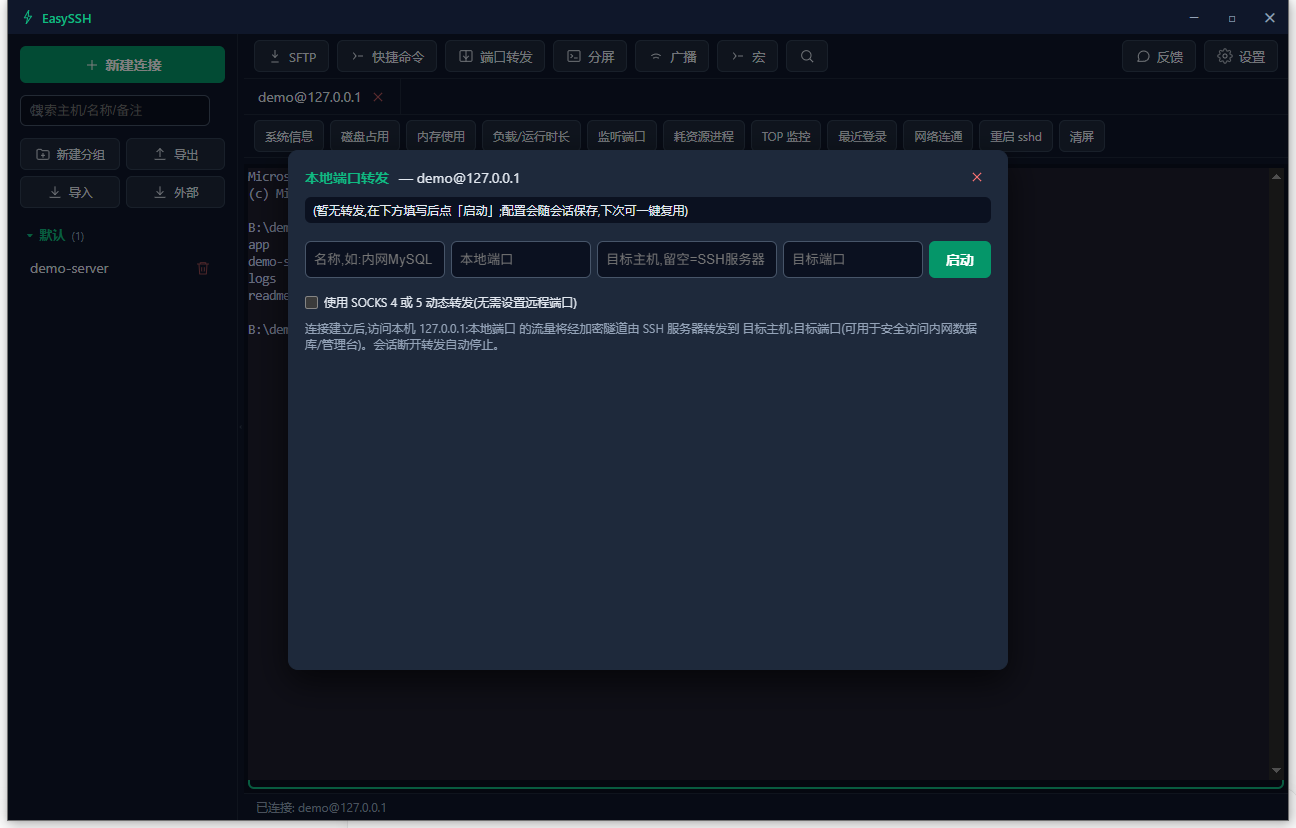 EasySSH
新建连接
搜索主机/名称/备注
新建分组
导出
导入
外部
默认 (1)
demo-server
SFTP
快捷命令
端口转发
分屏
广播
宏
反馈
设置
demo@127.0.0.1
系统信息
磁盘占用
内存使用
负载/运行时长
监听端口
耗资源进程
TOP 监控
最近登录
网络连通
重启 sshd
清屏
Micros
(c) Mi
B:\dem
app
demo-s
logs
readme
B:\dem
本地端口转发 — demo@127.0.0.1
(暂无转发,在下方填写后点「启动」;配置会随会话保存,下次可一键复用)
名称,如:内网MySQL
本地端口
目标主机,留空=SSH服务器
目标端口
启动
使用 SOCKS 4 或 5 动态转发(无需设置远程端口)
连接建立后,访问本机 127.0.0.1:本地端口 的流量将经加密隧道由 SSH 服务器转发到 目标主机:目标端口(可用于安全访问内网数据
库/管理台)。会话断开转发自动停止。
已连接: demo@127.0.0.1